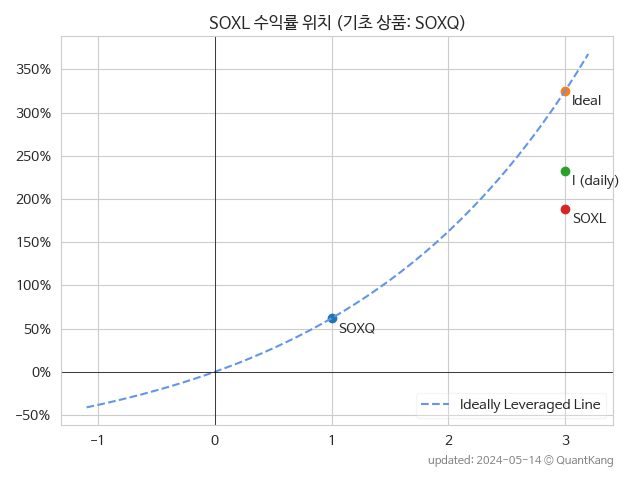 SOXL 수익률 위치 (기초 상품: SOXQ)
350%
300%
250%
200%
150%
100%
50%
0%
−50%
Ideal
I (daily)
SOXL
SOXQ
Ideally Leveraged Line
−1
0
1
2
3
updated: 2024-05-14 © QuantKang